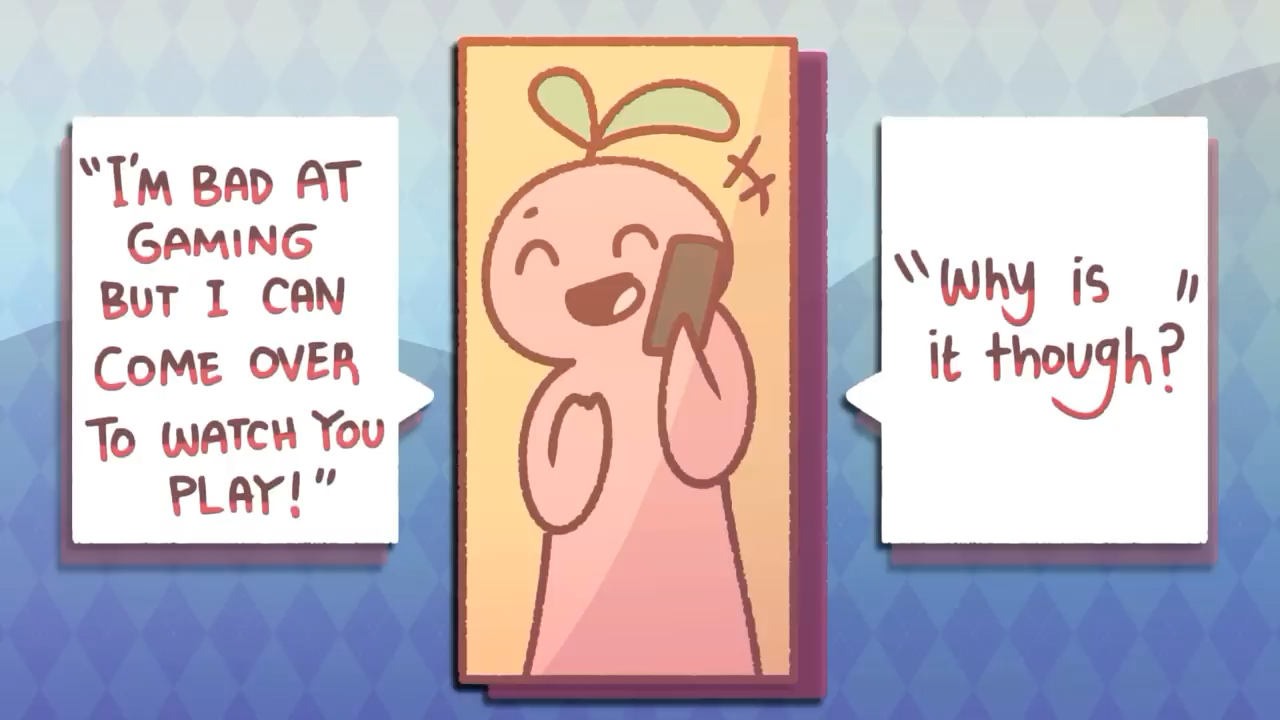 "I'M BAD AT
GAMING
BUT I CAN
COME OVER
TO WATCH YOU
PLAY!"
"Why is
it though?"